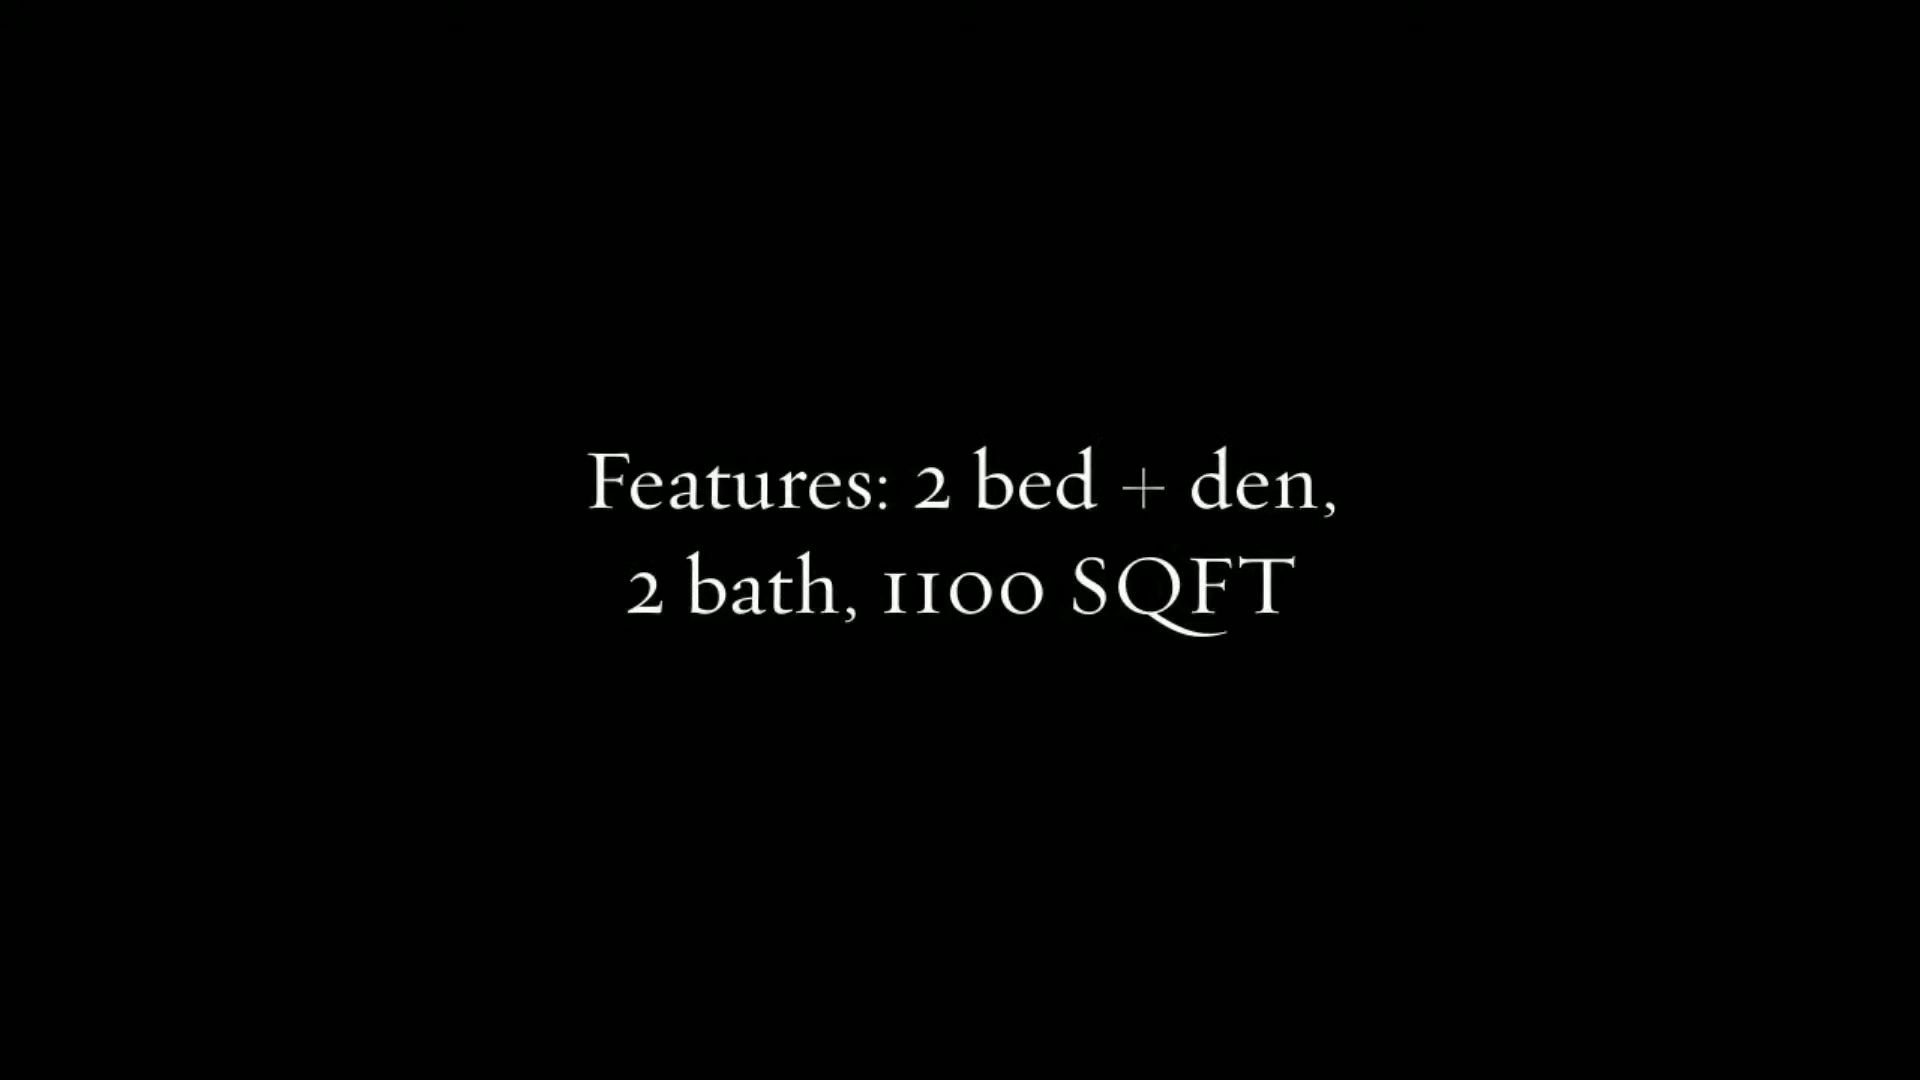 Features: 2 bed + den,
2 bath, 1100 SQFT